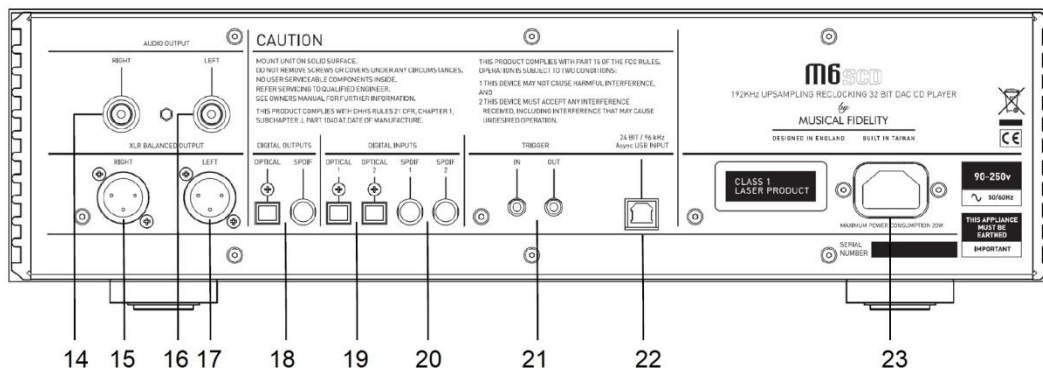 AUDIO OUTPUT
RIGHT LEFT
CAUTION
MOUNT UNIT ON SOLID SURFACE.
DO NOT REMOVE SCREWS OR COVERS UNDER ANY CIRCUMSTANCES,
NO USER SERVICEABLE COMPONENTS INSIDE.
REFER SERVICING TO QUALIFIED ENGINEER.
SEE OWNERS MANUAL FOR FURTHER INFORMATION.
THIS PRODUCT COMPLIES WITH DHHS RULES 21 CFR, CHAPTER 1,
SUBCHAPTER J, PART 1040 AT DATE OF MANUFACTURE.
THIS PRODUCT COMPLIES WITH PART 15 OF THE FCC RULES,
OPERATION IS SUBJECT TO TWO CONDITIONS:
1 THIS DEVICE MAY NOT CAUSE HARMFUL INTERFERENCE,
AND
2 THIS DEVICE MUST ACCEPT ANY INTERFERENCE
RECEIVED, INCLUDING INTERFERENCE THAT MAY CAUSE
UNDESIRED OPERATION.
M6SCD
192KHz UPSAMPLING RECLOCKING 32 BIT DAC CD PLAYER
by
MUSICAL FIDELITY
DESIGNED IN ENGLAND BUILT IN TAIWAN
CE
XLR BALANCED OUTPUT
RIGHT LEFT
DIGITAL OUTPUTS
OPTICAL SPDIF
DIGITAL INPUTS
OPTICAL 1 OPTICAL 2 SPDIF 1 SPDIF 2
TRIGGER
IN OUT
24 BIT / 96 kHz
Async USB INPUT
CLASS 1
LASER PRODUCT
MAXIMUM POWER CONSUMPTION 20W
90-250v
50/60Hz
THIS APPLIANCE
MUST BE
EARTHED
IMPORTANT
SERIAL
NUMBER
14 15 16 17 18 19 20 21 22 23